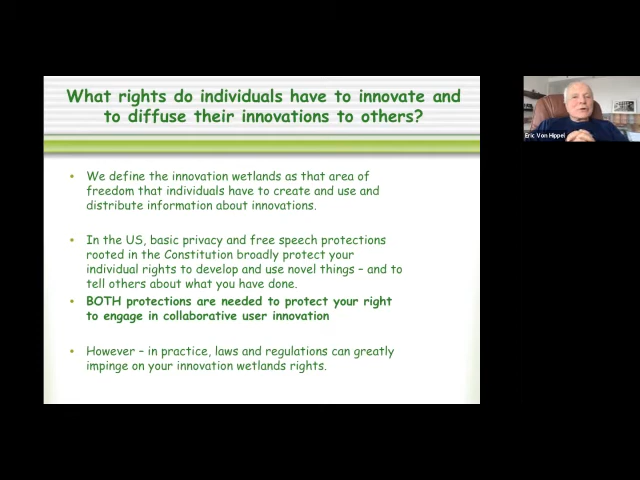 What rights do individuals have to innovate and
to diffuse their innovations to others?
• We define the innovation wetlands as that area of
freedom that individuals have to create and use and
distribute information about innovations.
• In the US, basic privacy and free speech protections
rooted in the Constitution broadly protect your
individual rights to develop and use novel things – and to
tell others about what you have done.
• BOTH protections are needed to protect your right
to engage in collaborative user innovation
• However – in practice, laws and regulations can greatly
impinge on your innovation wetlands rights.
Eric Von Hippel